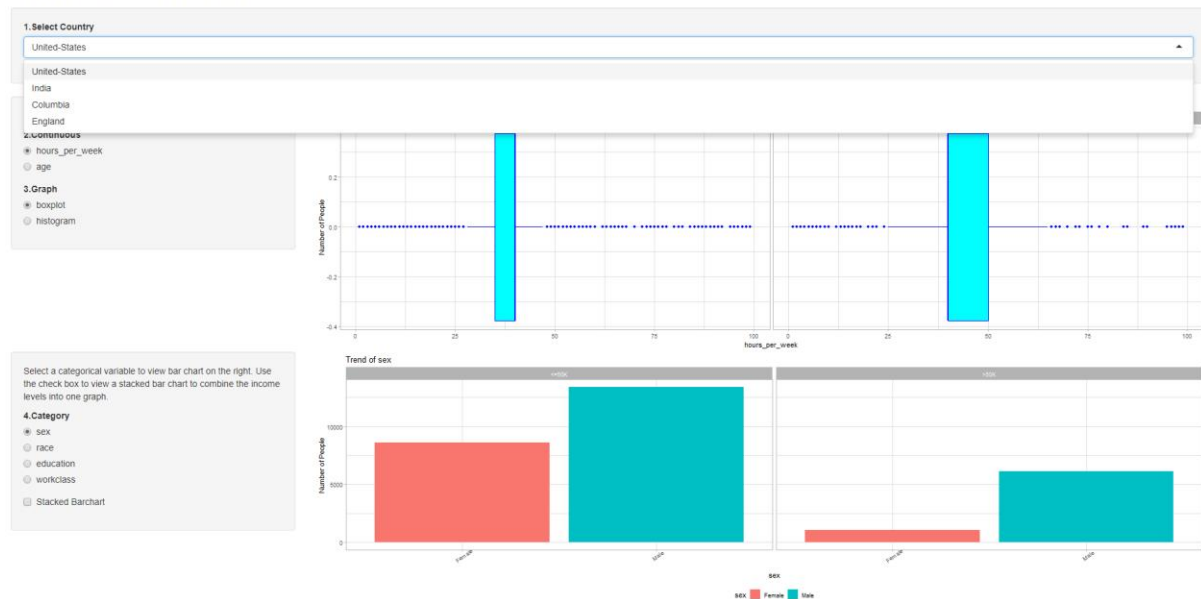 1.Select Country
United-States
United-States
India
Columbia
England
2.Continuous
hours_per_week
age
3.Graph
boxplot
histogram
Number of People
0.2
0.0
-0.2
-0.4
0 25 50 75 100 0 25 50 75 100
hours_per_week
Select a categorical variable to view bar chart on the right. Use
the check box to view a stacked bar chart to combine the income
levels into one graph.
4.Category
sex
race
education
workclass
Stacked Barchart
Trend of sex
<=50K >50K
Number of People
10000
5000
0
Female Male Female Male
sex
sex Female Male